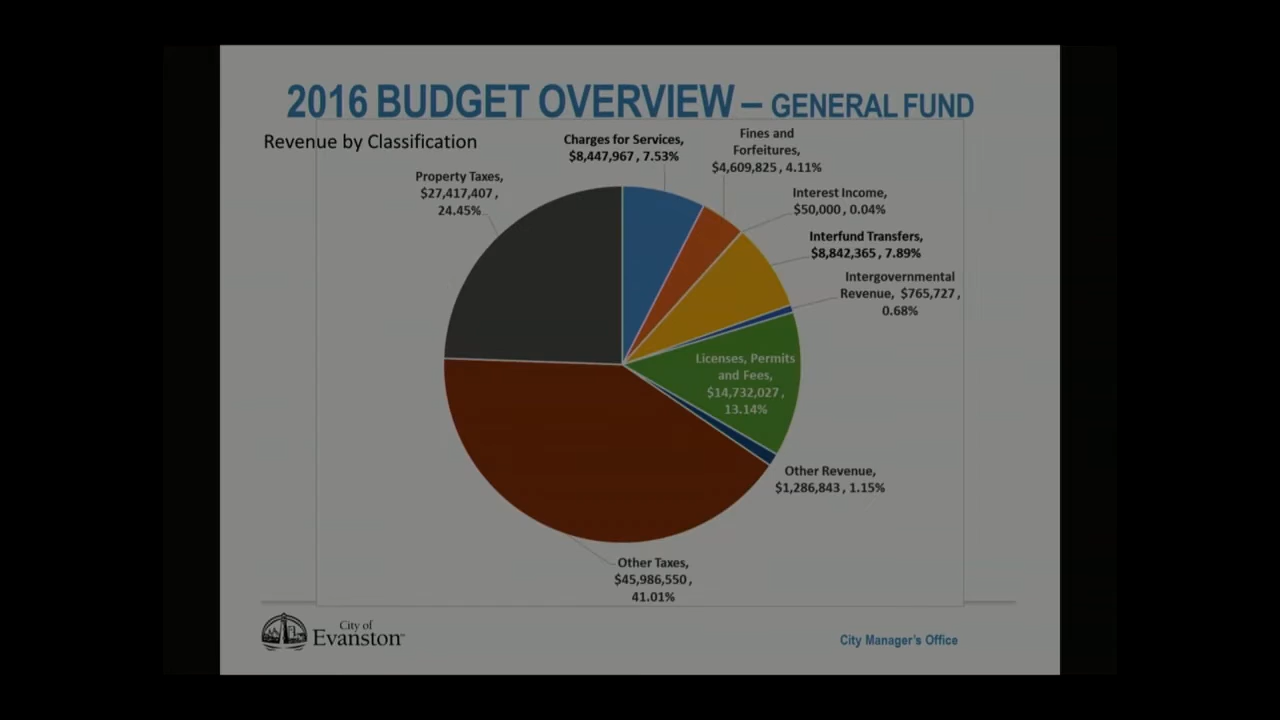 2016 BUDGET OVERVIEW – GENERAL FUND
Revenue by Classification
Charges for Services,
$8,447,967 , 7.53%
Fines and
Forfeitures,
$4,609,825 , 4.11%
Interest Income,
$50,000 , 0.04%
Interfund Transfers,
$8,842,365 , 7.89%
Intergovernmental
Revenue, $765,727 ,
0.68%
Licenses, Permits
and Fees,
$14,732,027 ,
13.14%
Other Revenue,
$1,286,843 , 1.15%
Other Taxes,
$45,986,550 ,
41.01%
Property Taxes,
$27,417,407 ,
24.45%
City of
Evanston™
City Manager's Office